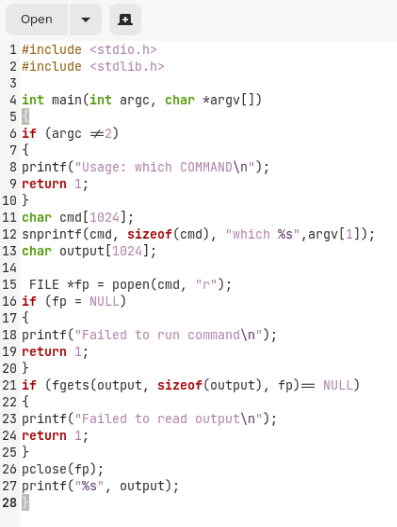 Open
1 #include <stdio.h>
2 #include <stdlib.h>
3
4 int main(int argc, char *argv[])
5 {
6 if (argc ≠2)
7 {
8 printf("Usage: which COMMAND\n");
9 return 1;
10 }
11 char cmd[1024];
12 snprintf(cmd, sizeof(cmd), "which %s",argv[1]);
13 char output[1024];
14
15  FILE *fp = popen(cmd, "r");
16 if (fp = NULL)
17 {
18 printf("Failed to run command\n");
19 return 1;
20 }
21 if (fgets(output, sizeof(output), fp)== NULL)
22 {
23 printf("Failed to read output\n");
24 return 1;
25 }
26 pclose(fp);
27 printf("%s", output);
28 }